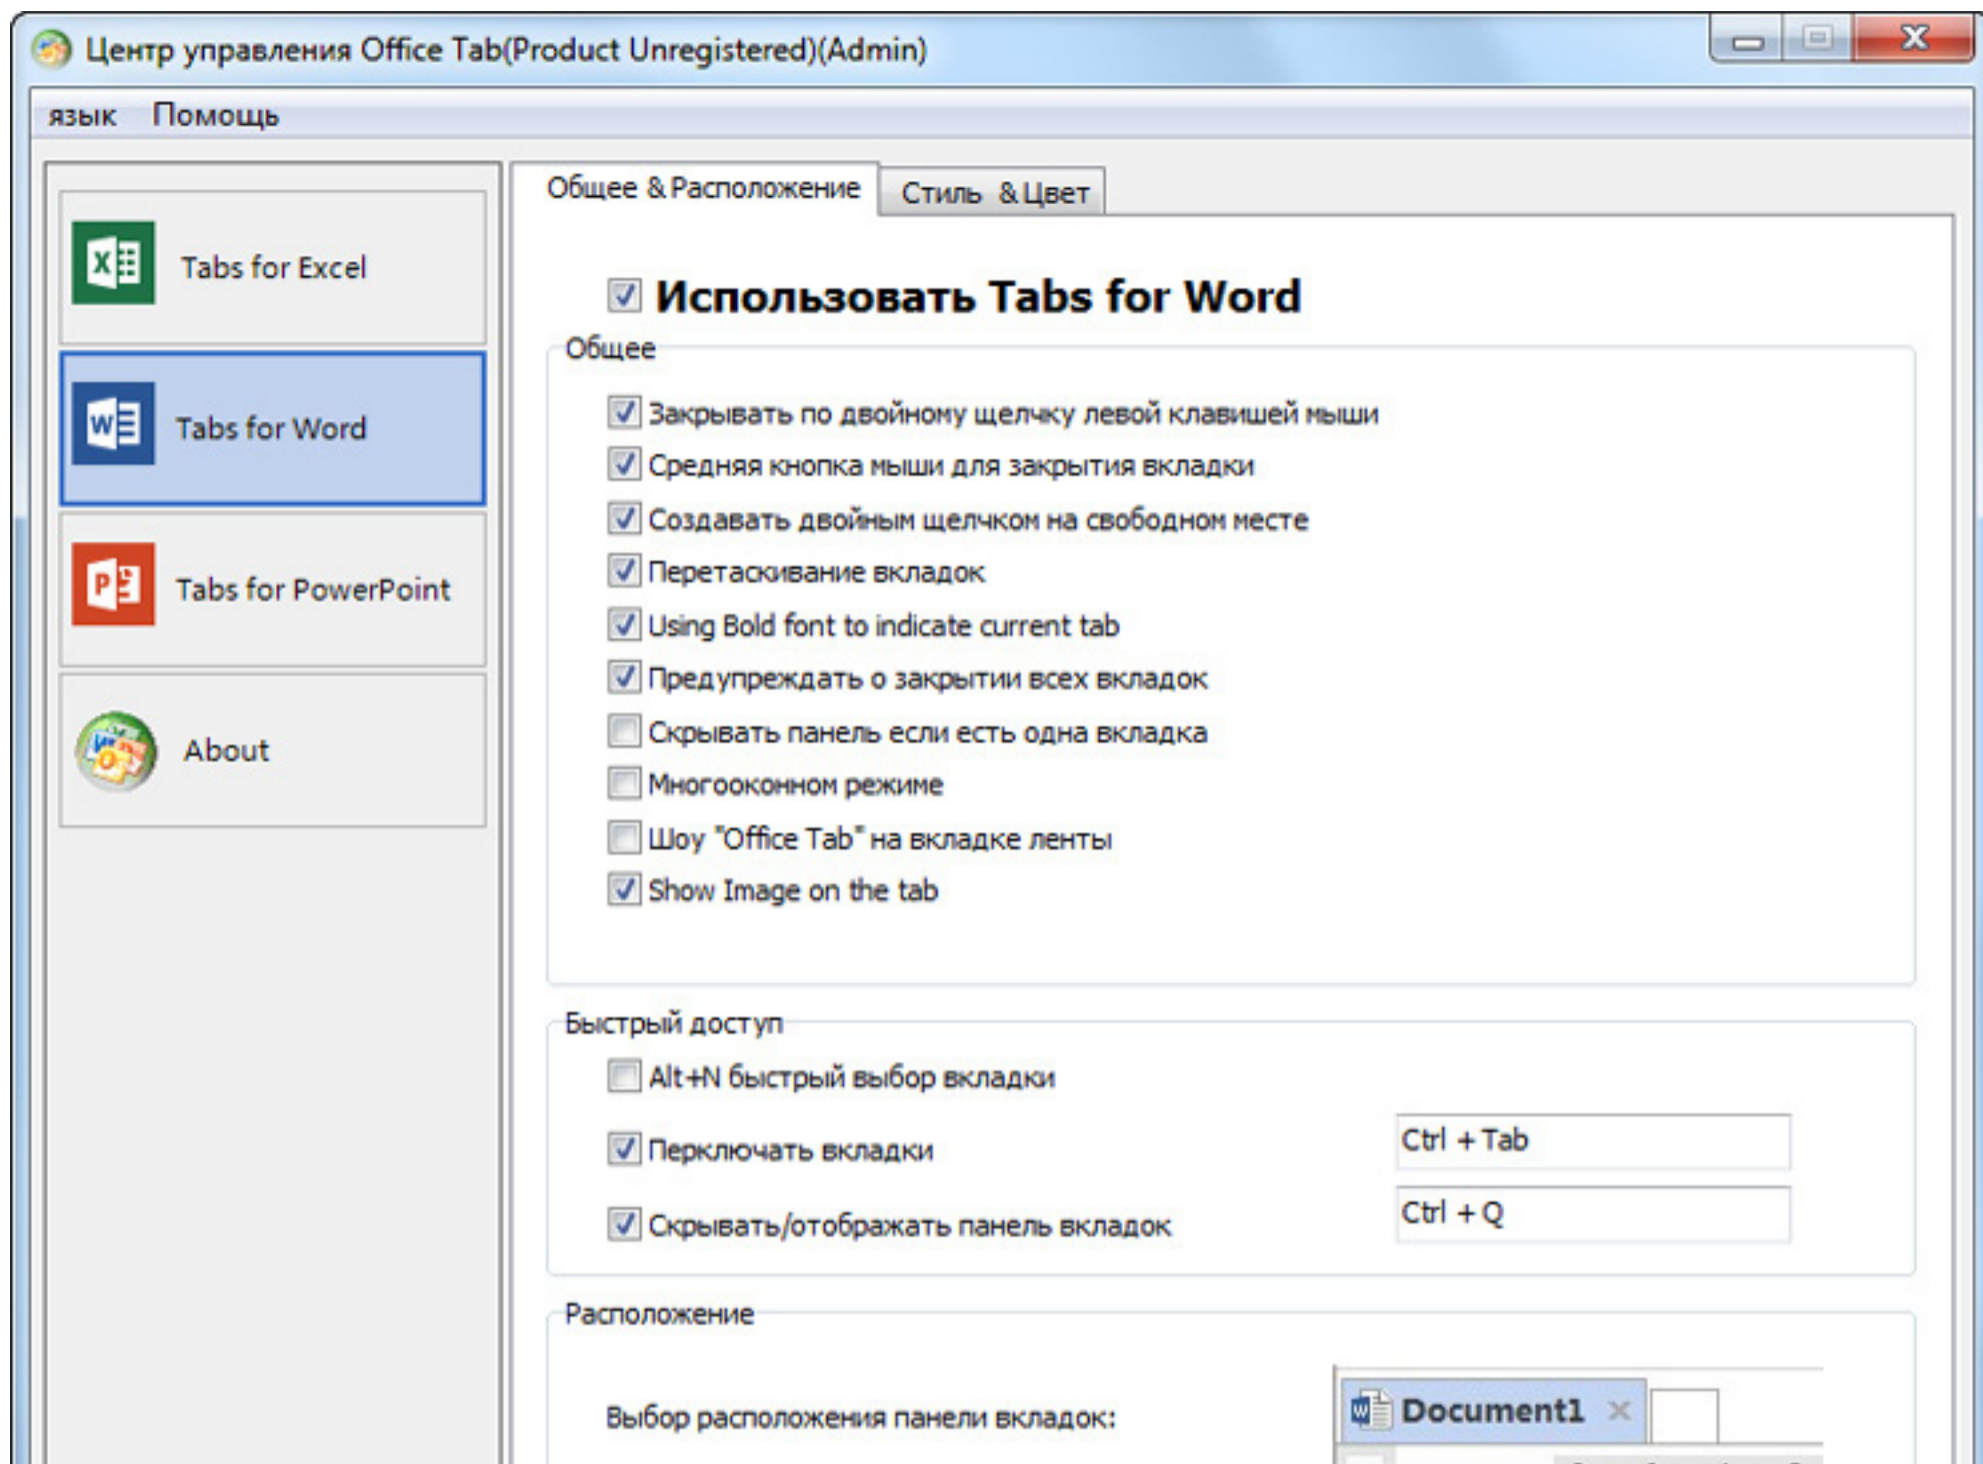 Центр управления Office Tab(Product Unregistered)(Admin)
язык Помощь
Tabs for Excel
Tabs for Word
Tabs for PowerPoint
About
Общее & Расположение Стиль & Цвет
Использовать Tabs for Word
Общее
Закрывать по двойному щелчку левой клавишей мыши
Средняя кнопка мыши для закрытия вкладки
Создавать двойным щелчком на свободном месте
Перетаскивание вкладок
Using Bold font to indicate current tab
Предупреждать о закрытии всех вкладок
Скрывать панель если есть одна вкладка
Многооконном режиме
Шоу "Office Tab" на вкладке ленты
Show Image on the tab
Быстрый доступ
Alt+N быстрый выбор вкладки
Перключать вкладки Ctrl + Tab
Скрывать/отображать панель вкладок Ctrl + Q
Расположение
Выбор расположения панели вкладок:
Document1